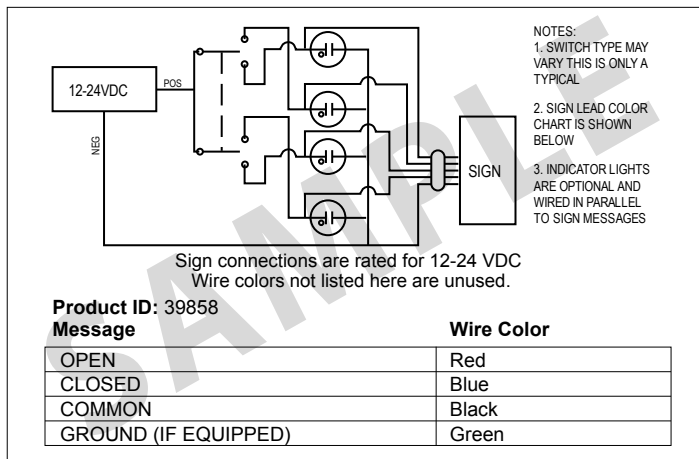 12-24VDC
POS
NEG
SIGN
NOTES:
1. SWITCH TYPE MAY
VARY THIS IS ONLY A
TYPICAL
2. SIGN LEAD COLOR
CHART IS SHOWN
BELOW
3. INDICATOR LIGHTS
ARE OPTIONAL AND
WIRED IN PARALLEL
TO SIGN MESSAGES
SAMPLE
Sign connections are rated for 12-24 VDC
Wire colors not listed here are unused.
Product ID: 39858
Message Wire Color
OPEN Red
CLOSED Blue
COMMON Black
GROUND (IF EQUIPPED) Green